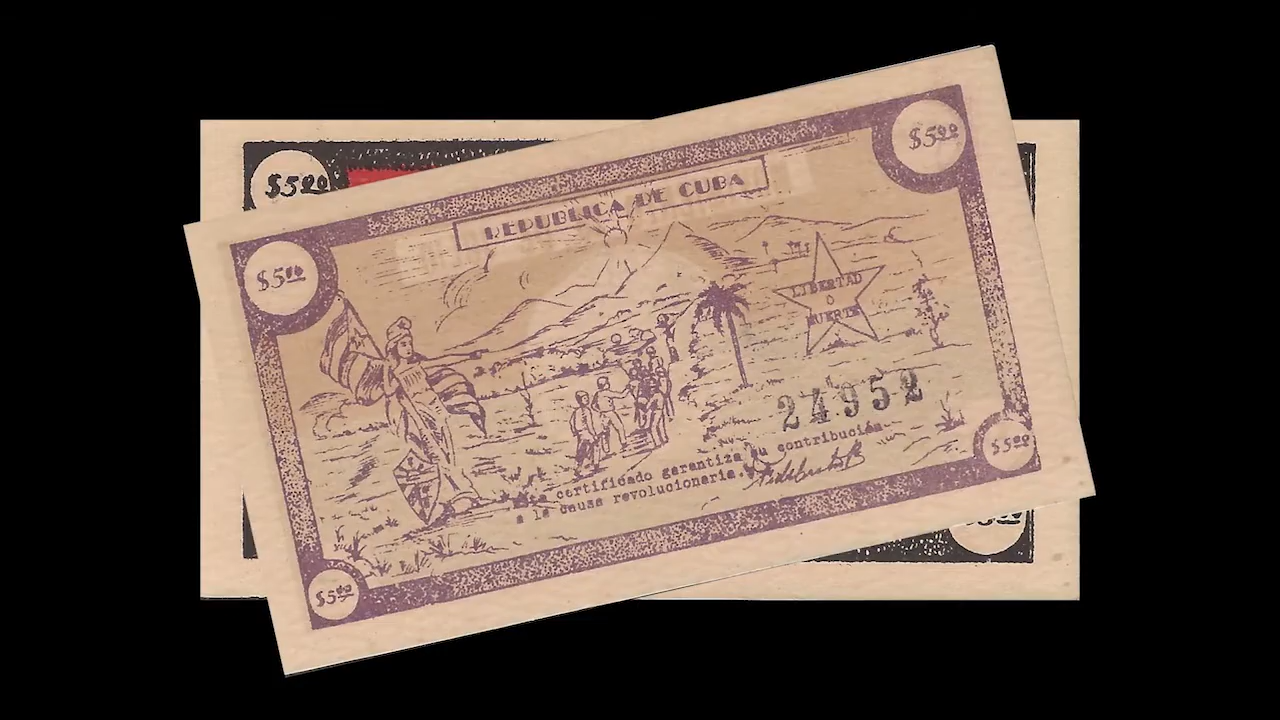 $5.00
$5.00
REPUBLICA DE CUBA
$5.00
LIBERTAD
O
MUERTE
24952
Este certificado garantiza su contribución
a la causa revolucionaria.
$5.00
$5.00